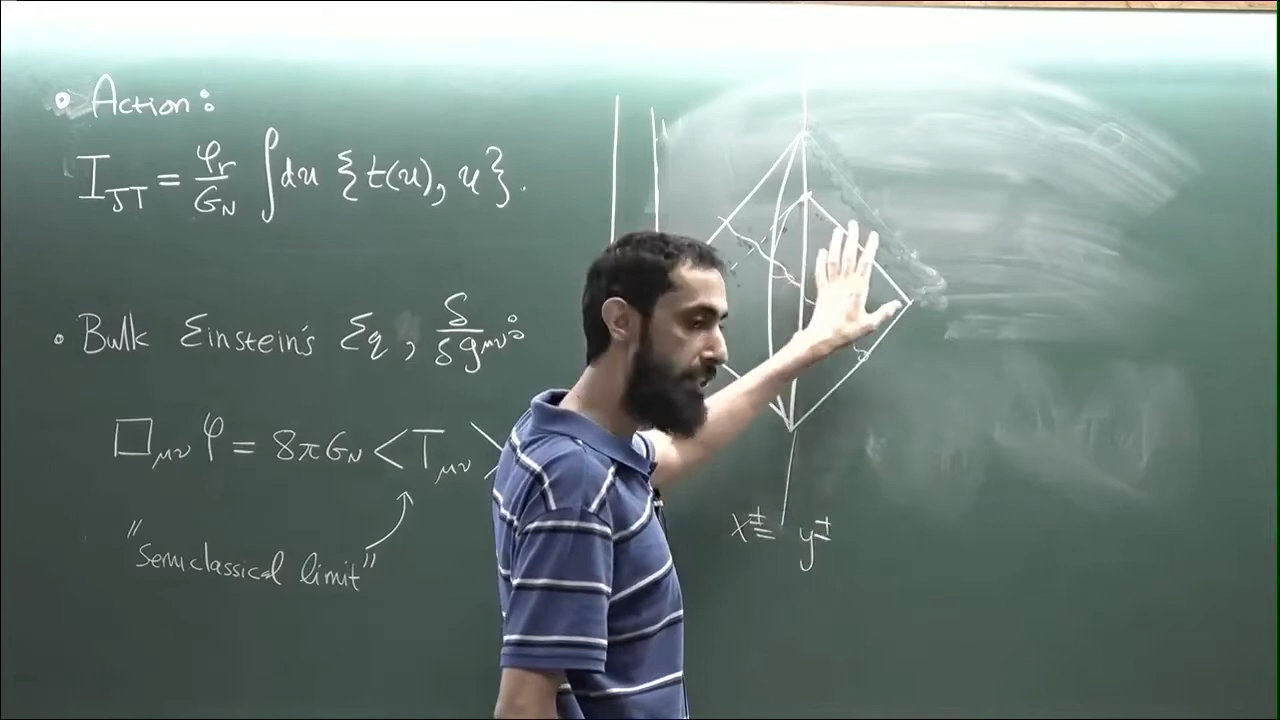 • Action:
I_JT = φ_r/G_N ∫du {t(u), u}.
• Bulk Einstein's Eq, δ/δg^μν:
□_μν φ = 8πG_N <T_μν>
"semiclassical limit"
x^± = y^±